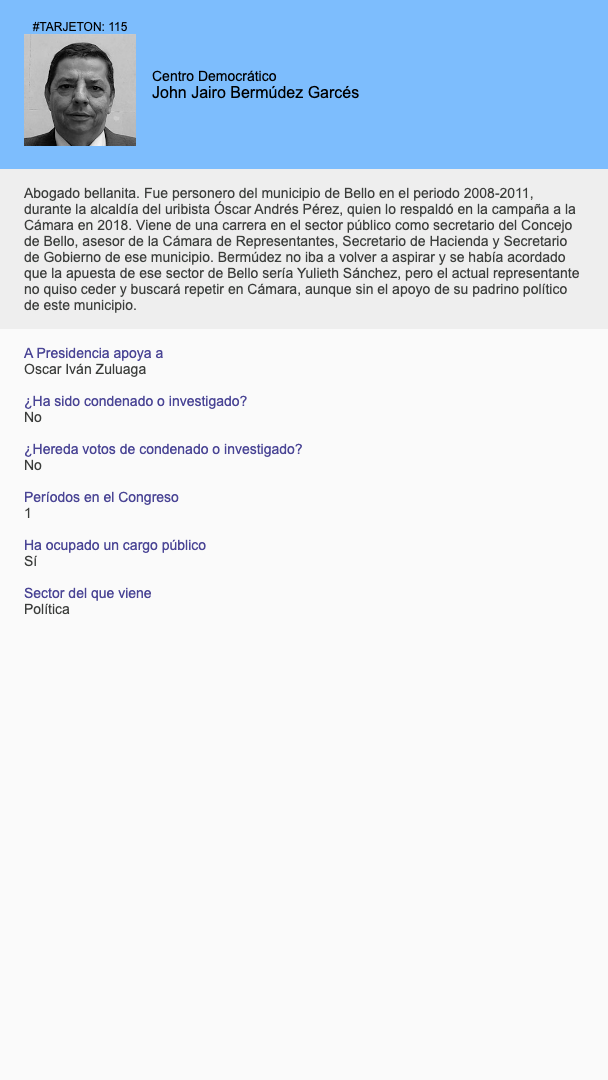 #TARJETON: 115
Centro Democrático
John Jairo Bermúdez Garcés
Abogado bellanita. Fue personero del municipio de Bello en el periodo 2008-2011,
durante la alcaldía del uribista Óscar Andrés Pérez, quien lo respaldó en la campaña a la
Cámara en 2018. Viene de una carrera en el sector público como secretario del Concejo
de Bello, asesor de la Cámara de Representantes, Secretario de Hacienda y Secretario
de Gobierno de ese municipio. Bermúdez no iba a volver a aspirar y se había acordado
que la apuesta de ese sector de Bello sería Yulieth Sánchez, pero el actual representante
no quiso ceder y buscará repetir en Cámara, aunque sin el apoyo de su padrino político
de este municipio.
A Presidencia apoya a
Oscar Iván Zuluaga
¿Ha sido condenado o investigado?
No
¿Hereda votos de condenado o investigado?
No
Períodos en el Congreso
1
Ha ocupado un cargo público
Sí
Sector del que viene
Política